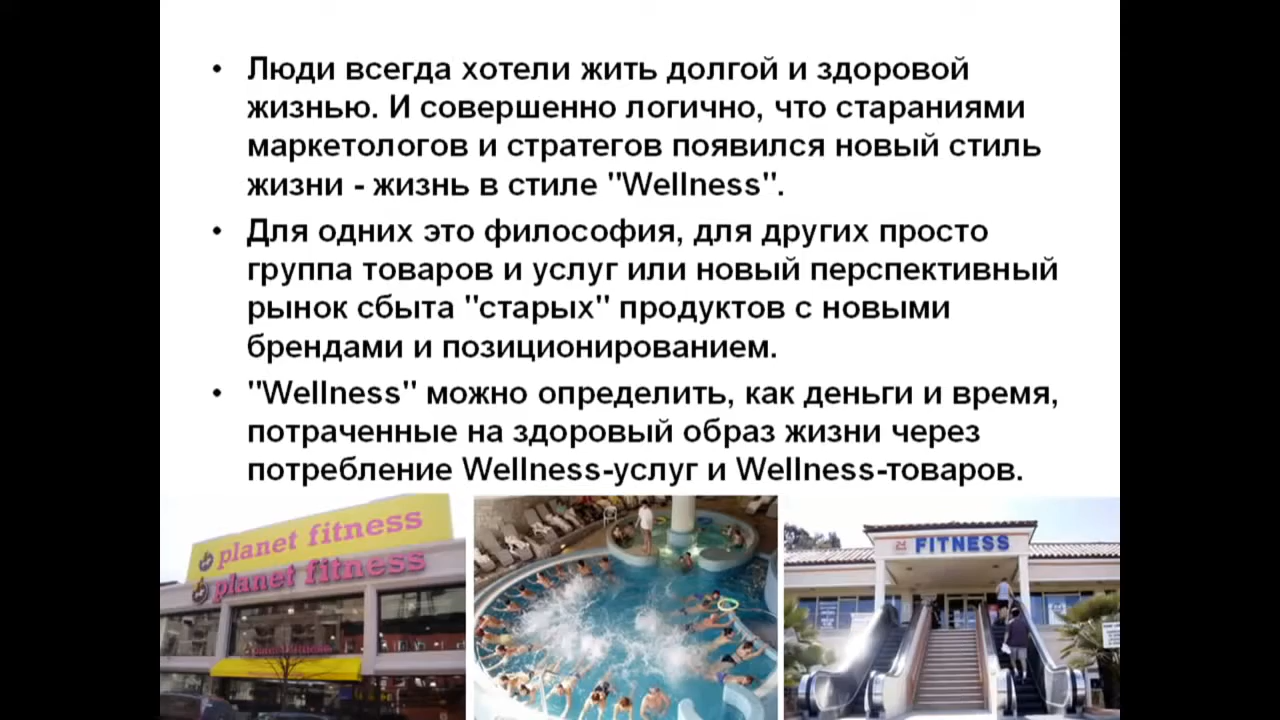 • Люди всегда хотели жить долгой и здоровой
жизнью. И совершенно логично, что стараниями
маркетологов и стратегов появился новый стиль
жизни - жизнь в стиле "Wellness".
• Для одних это философия, для других просто
группа товаров и услуг или новый перспективный
рынок сбыта "старых" продуктов с новыми
брендами и позиционированием.
• "Wellness" можно определить, как деньги и время,
потраченные на здоровый образ жизни через
потребление Wellness-услуг и Wellness-товаров.
planet fitness
planet fitness
24 FITNESS